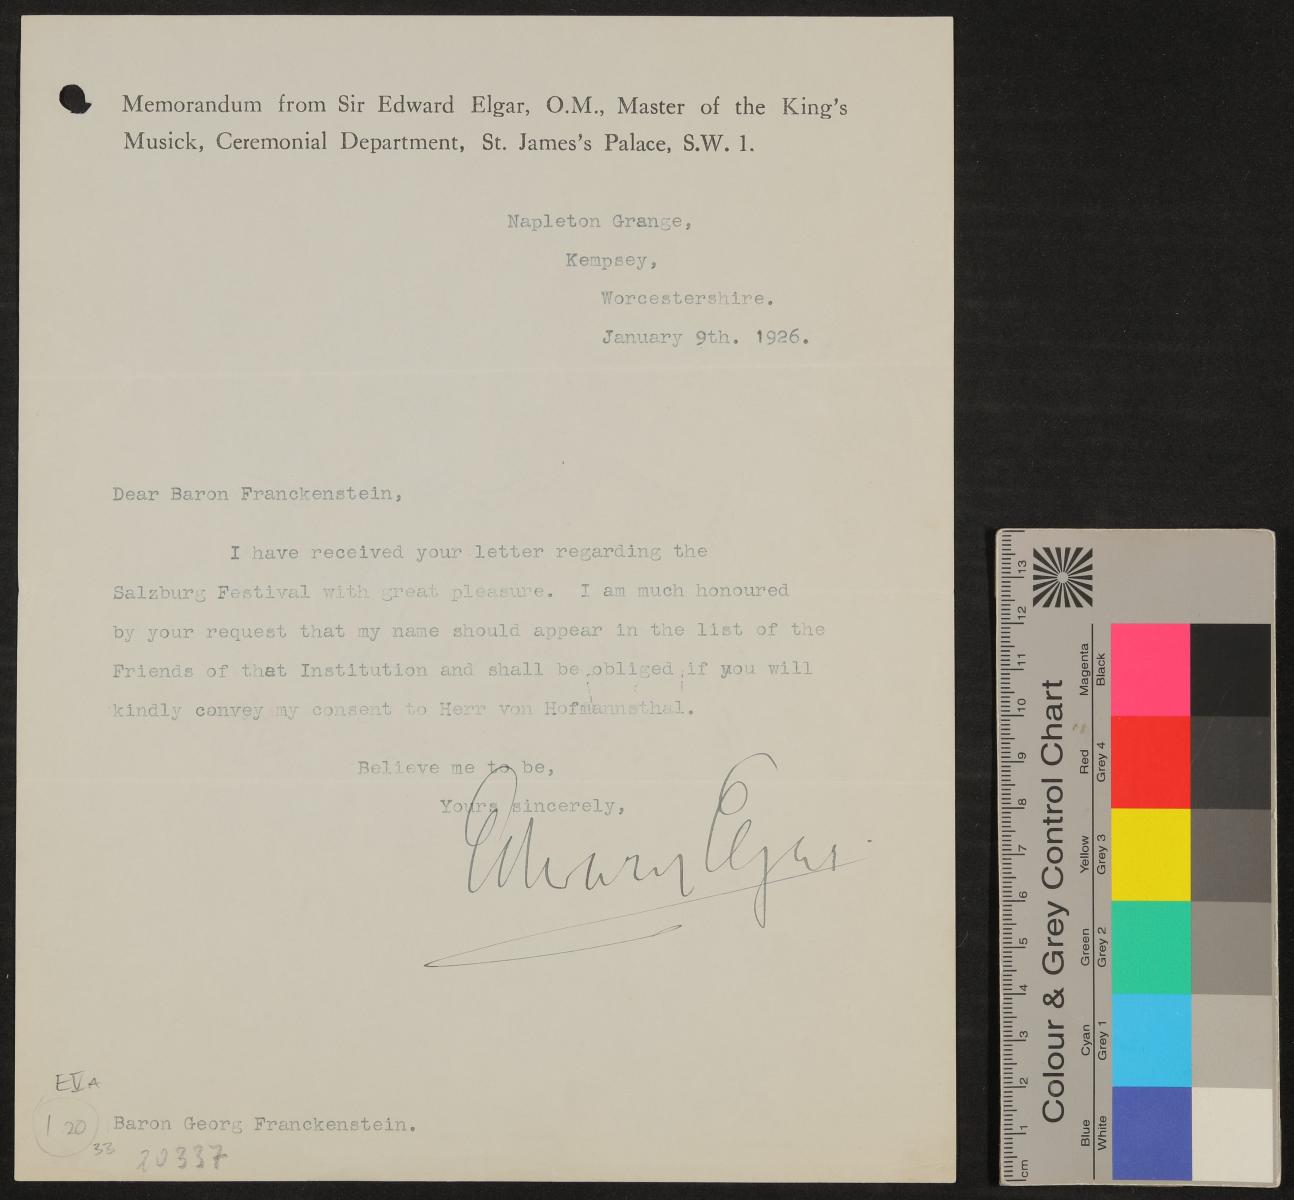 Memorandum from Sir Edward Elgar, O.M., Master of the King's
Musick, Ceremonial Department, St. James's Palace, S.W. 1.
Napleton Grange,
Kempsey,
Worcestershire.
January 9th. 1926.
Dear Baron Franckenstein,
I have received your letter regarding the
Salzburg Festival with great pleasure. I am much honoured
by your request that my name should appear in the list of the
Friends of that Institution and shall be obliged if you will
kindly convey my consent to Herr von Hofmannsthal.
Believe me to be,
Yours sincerely,
Edward Elgar.
E V A
1 20
33
Baron Georg Franckenstein.
20337
Colour & Grey Control Chart
Blue Cyan Green Yellow Red Magenta
White Grey 1 Grey 2 Grey 3 Grey 4 Black
cm 1 2 3 4 5 6 7 8 9 10 11 12 13